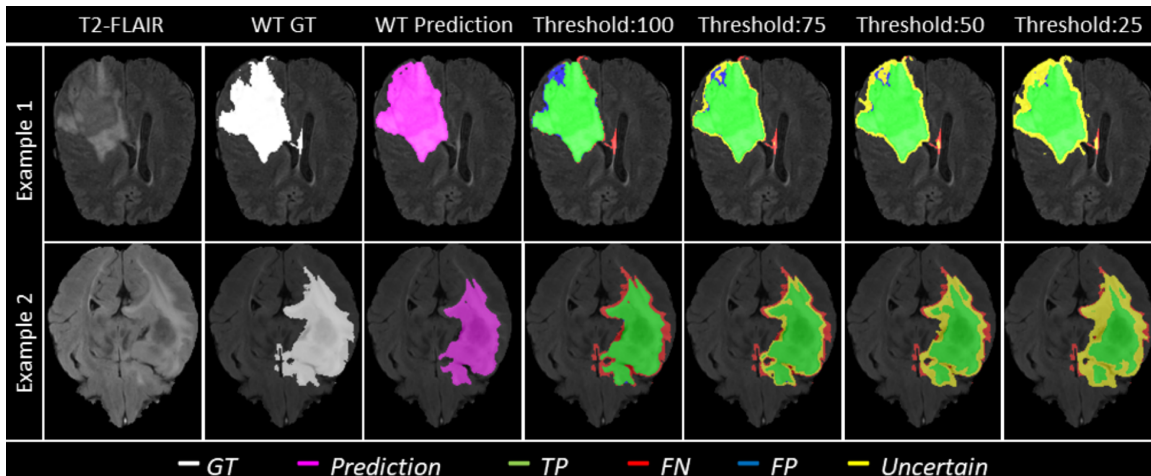 T2-FLAIR WT GT WT Prediction Threshold:100 Threshold:75 Threshold:50 Threshold:25
Example 1
Example 2
GT Prediction TP FN FP Uncertain